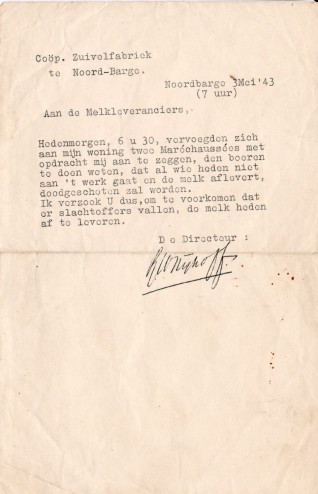 Coöp. Zuivelfabriek
te Noord-Barge.
Noordbarge 3Mei'43
(7 uur)
Aan de Melkleveranciers,
Hedenmorgen, 6 u 30, vervoegden zich
aan mijn woning twee Maréchaussées met
opdracht mij aan te zeggen, den boeren
te doen weten, dat al wie heden niet
aan 't werk gaat en de melk aflevert,
doodgeschoten zal worden.
Ik verzoek U dus,om te voorkomen dat
er slachtoffers vallen, de melk heden
af te leveren.
De Directeur :